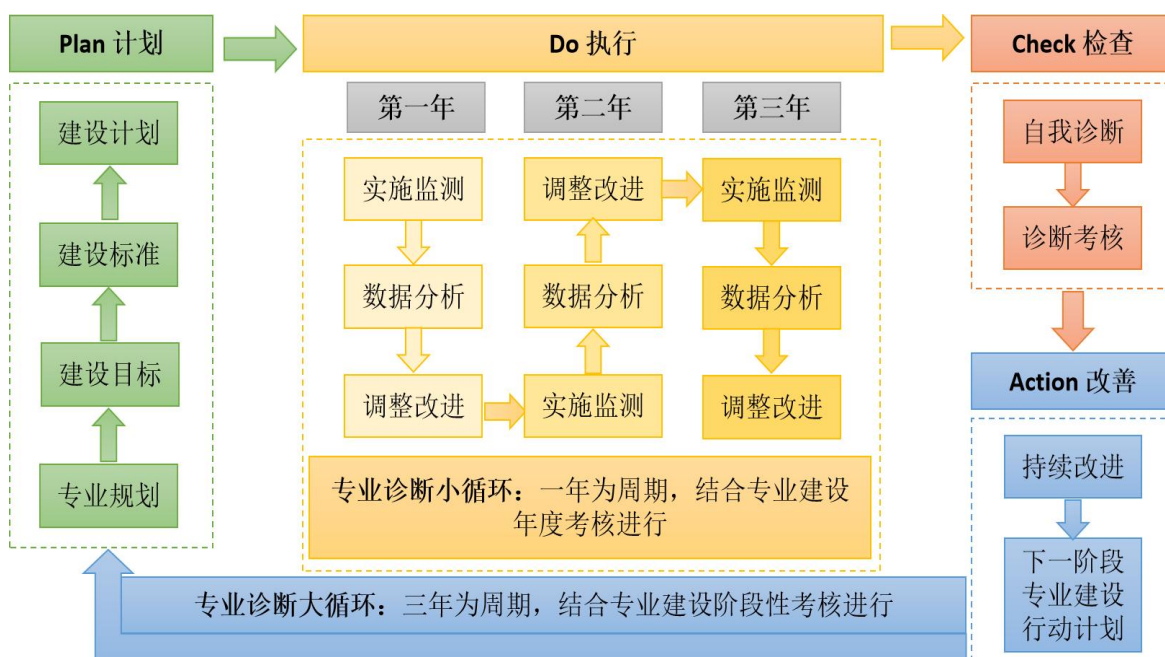 Plan 计划
Do 执行
Check 检查
第一年
第二年
第三年
建设计划
建设标准
建设目标
专业规划
实施监测
数据分析
调整改进
调整改进
数据分析
实施监测
实施监测
数据分析
调整改进
专业诊断小循环：一年为周期，结合专业建设
年度考核进行
自我诊断
诊断考核
Action 改善
持续改进
下一阶段
专业建设
行动计划
专业诊断大循环：三年为周期，结合专业建设阶段性考核进行